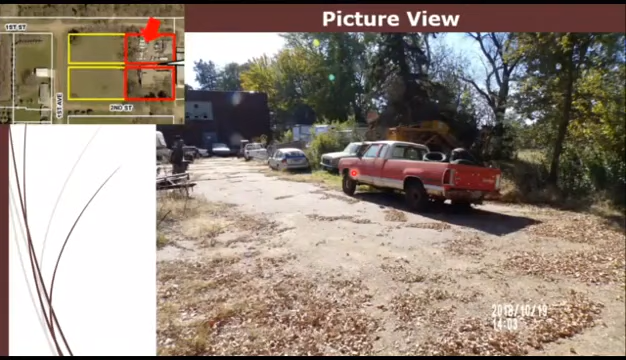 Picture View
1ST ST
1ST AVE
2ND ST
2018/10/19
14:03